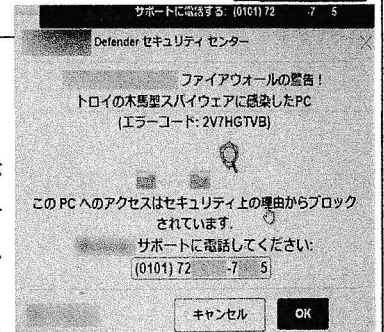 サポートに電話する: (0101) 72 -7 5
Defender セキュリティ センター
ファイアウォールの警告!
トロイの木馬型スパイウェアに感染したPC
(エラーコード: 2V7HGTVB)
この PC へのアクセスはセキュリティ上の理由からブロック
されています.
サポートに電話してください:
(0101) 72 -7 5
キャンセル
OK